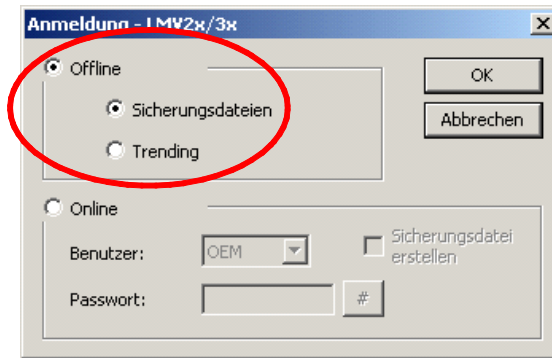 Anmeldung - LMV2x/3x
Offline
OK
Sicherungsdateien
Abbrechen
Trending
Online
Benutzer:
OEM
Sicherungsdatei
erstellen
Passwort:
#